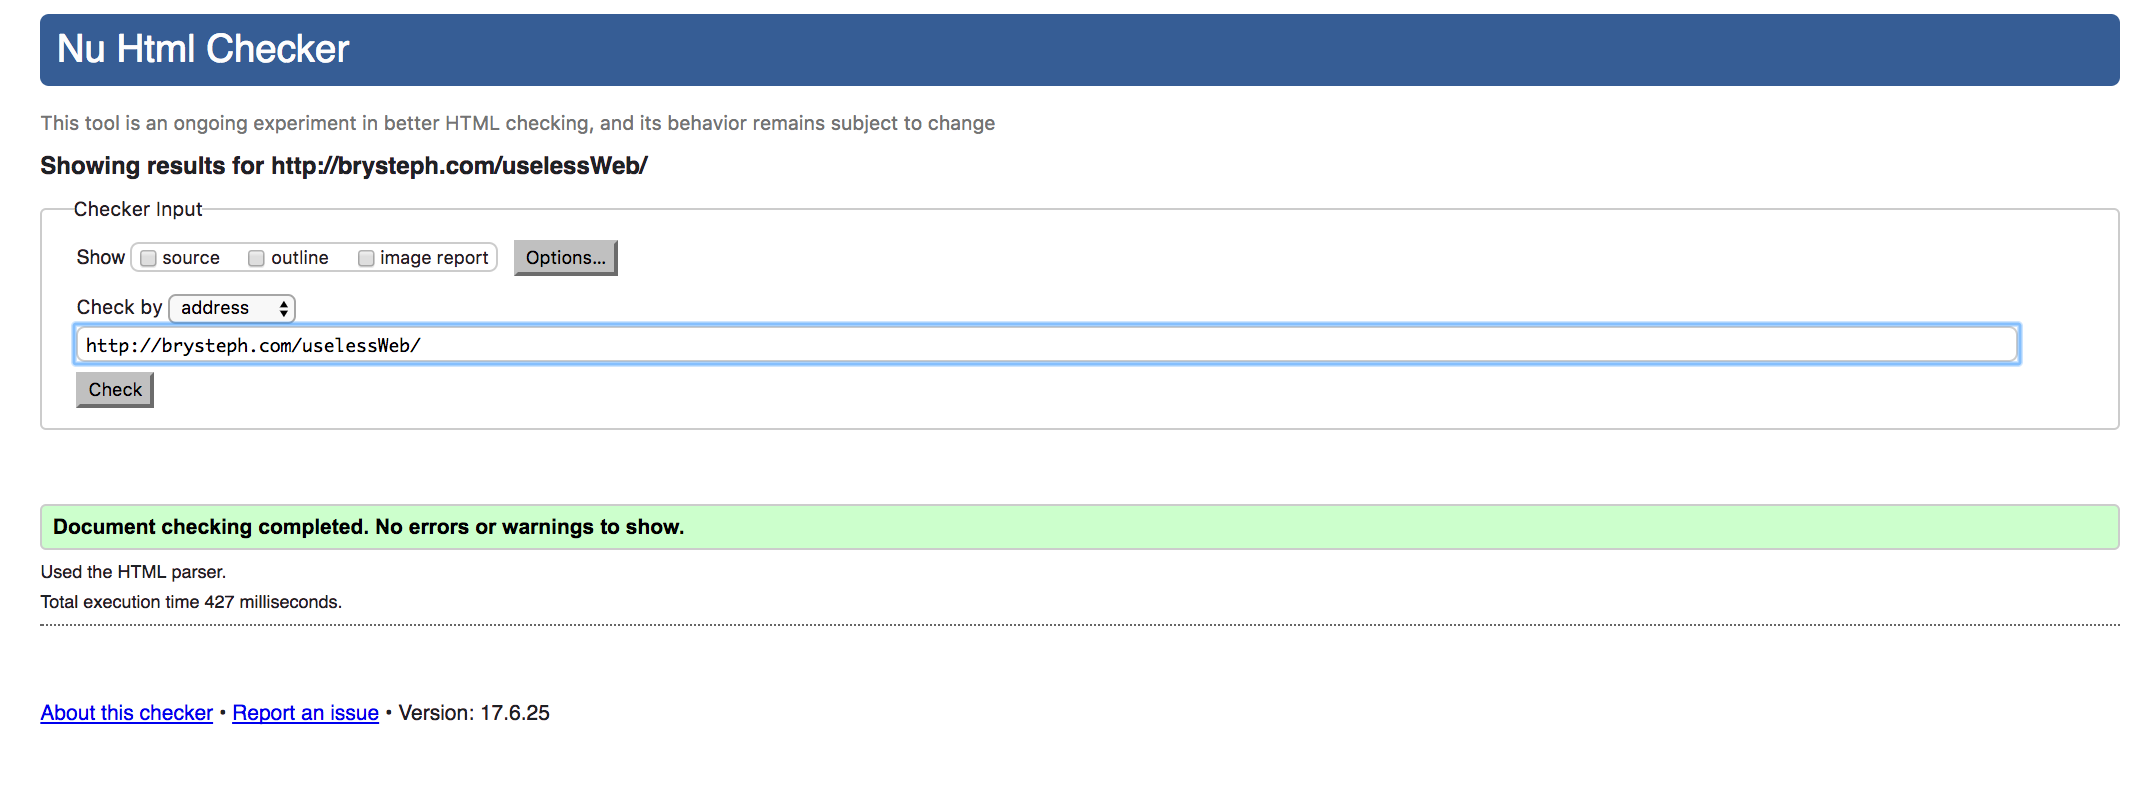 Nu Html Checker
This tool is an ongoing experiment in better HTML checking, and its behavior remains subject to change
Showing results for http://brysteph.com/uselessWeb/
Checker Input
Show source outline image report Options...
Check by address
http://brysteph.com/uselessWeb/
Check
Document checking completed. No errors or warnings to show.
Used the HTML parser.
Total execution time 427 milliseconds.
About this checker • Report an issue • Version: 17.6.25